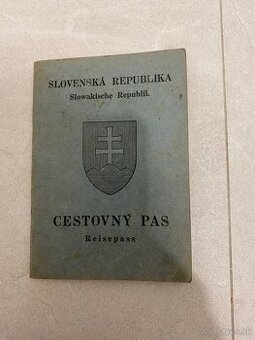 SLOVENSKÁ REPUBLIKA
Slowakische Republik.
CESTOVNÝ PAS
Reisepass